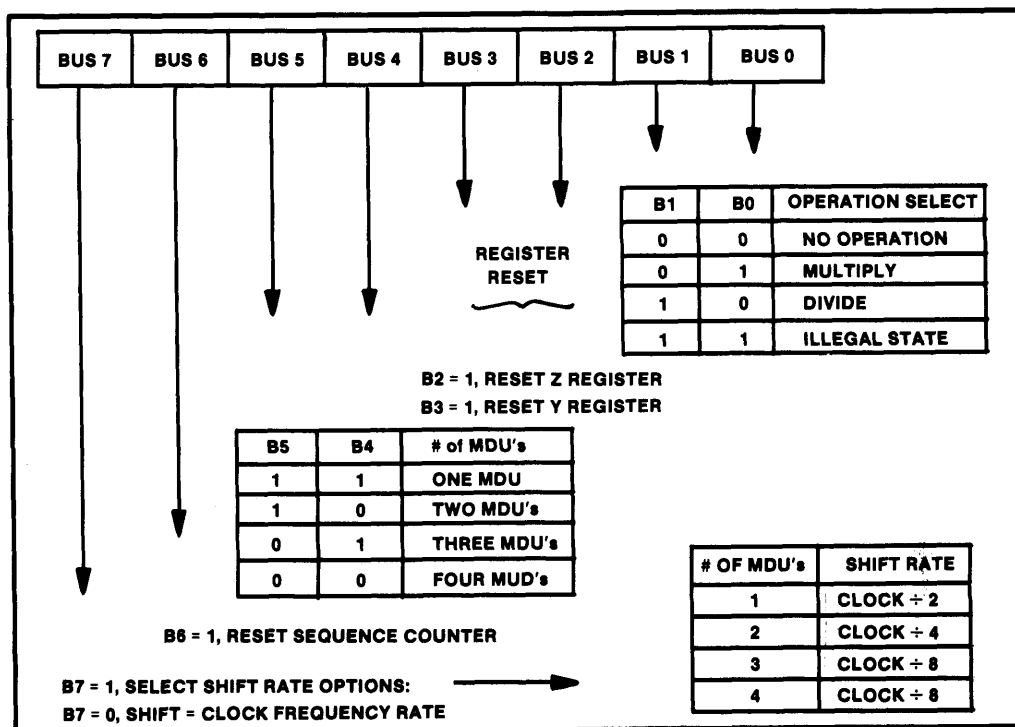 BUS 7 BUS 6 BUS 5 BUS 4 BUS 3 BUS 2 BUS 1 BUS 0
B1 B0 OPERATION SELECT
0 0 NO OPERATION
0 1 MULTIPLY
1 0 DIVIDE
1 1 ILLEGAL STATE
REGISTER
RESET
B2 = 1, RESET Z REGISTER
B3 = 1, RESET Y REGISTER
B5 B4 # of MDU's
1 1 ONE MDU
1 0 TWO MDU's
0 1 THREE MDU's
0 0 FOUR MUD's
# OF MDU's SHIFT RATE
1 CLOCK ÷ 2
2 CLOCK ÷ 4
3 CLOCK ÷ 8
4 CLOCK ÷ 8
B6 = 1, RESET SEQUENCE COUNTER
B7 = 1, SELECT SHIFT RATE OPTIONS:
B7 = 0, SHIFT = CLOCK FREQUENCY RATE